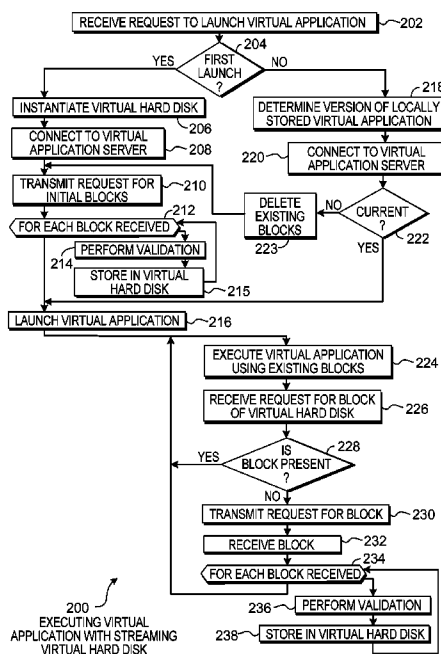 RECEIVE REQUEST TO LAUNCH VIRTUAL APPLICATION
202
204
YES
FIRST
LAUNCH
?
NO
INSTANTIATE VIRTUAL HARD DISK
206
CONNECT TO VIRTUAL
APPLICATION SERVER
208
TRANSMIT REQUEST FOR
INITIAL BLOCKS
210
212
FOR EACH BLOCK RECEIVED
PERFORM VALIDATION
214
STORE IN VIRTUAL
HARD DISK
215
218
DETERMINE VERSION OF LOCALLY
STORED VIRTUAL APPLICATION
220
CONNECT TO VIRTUAL
APPLICATION SERVER
DELETE
EXISTING
BLOCKS
223
NO
CURRENT
?
222
YES
LAUNCH VIRTUAL APPLICATION
216
EXECUTE VIRTUAL APPLICATION
USING EXISTING BLOCKS
224
RECEIVE REQUEST FOR BLOCK
OF VIRTUAL HARD DISK
226
228
YES
IS
BLOCK PRESENT
?
NO
TRANSMIT REQUEST FOR BLOCK
230
232
RECEIVE BLOCK
234
FOR EACH BLOCK RECEIVED
236
PERFORM VALIDATION
238
STORE IN VIRTUAL HARD DISK
200
EXECUTING VIRTUAL
APPLICATION WITH STREAMING
VIRTUAL HARD DISK